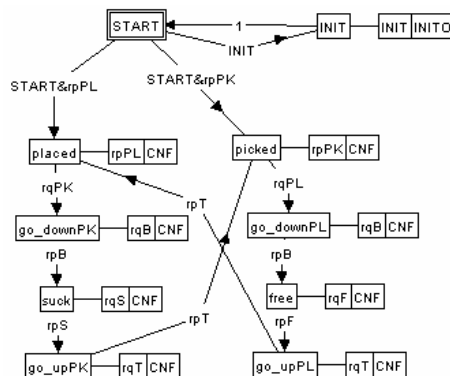 START 1 INIT INIT INITO
INIT
START&rpPL START&rpPK
placed rpPL CNF picked rpPK CNF
rqPK rpT rqPL
go_downPK rqB CNF go_downPL rqB CNF
rpB rpB
suck rqS CNF free rqF CNF
rpS rpT rpF
go_upPK rqT CNF go_upPL rqT CNF